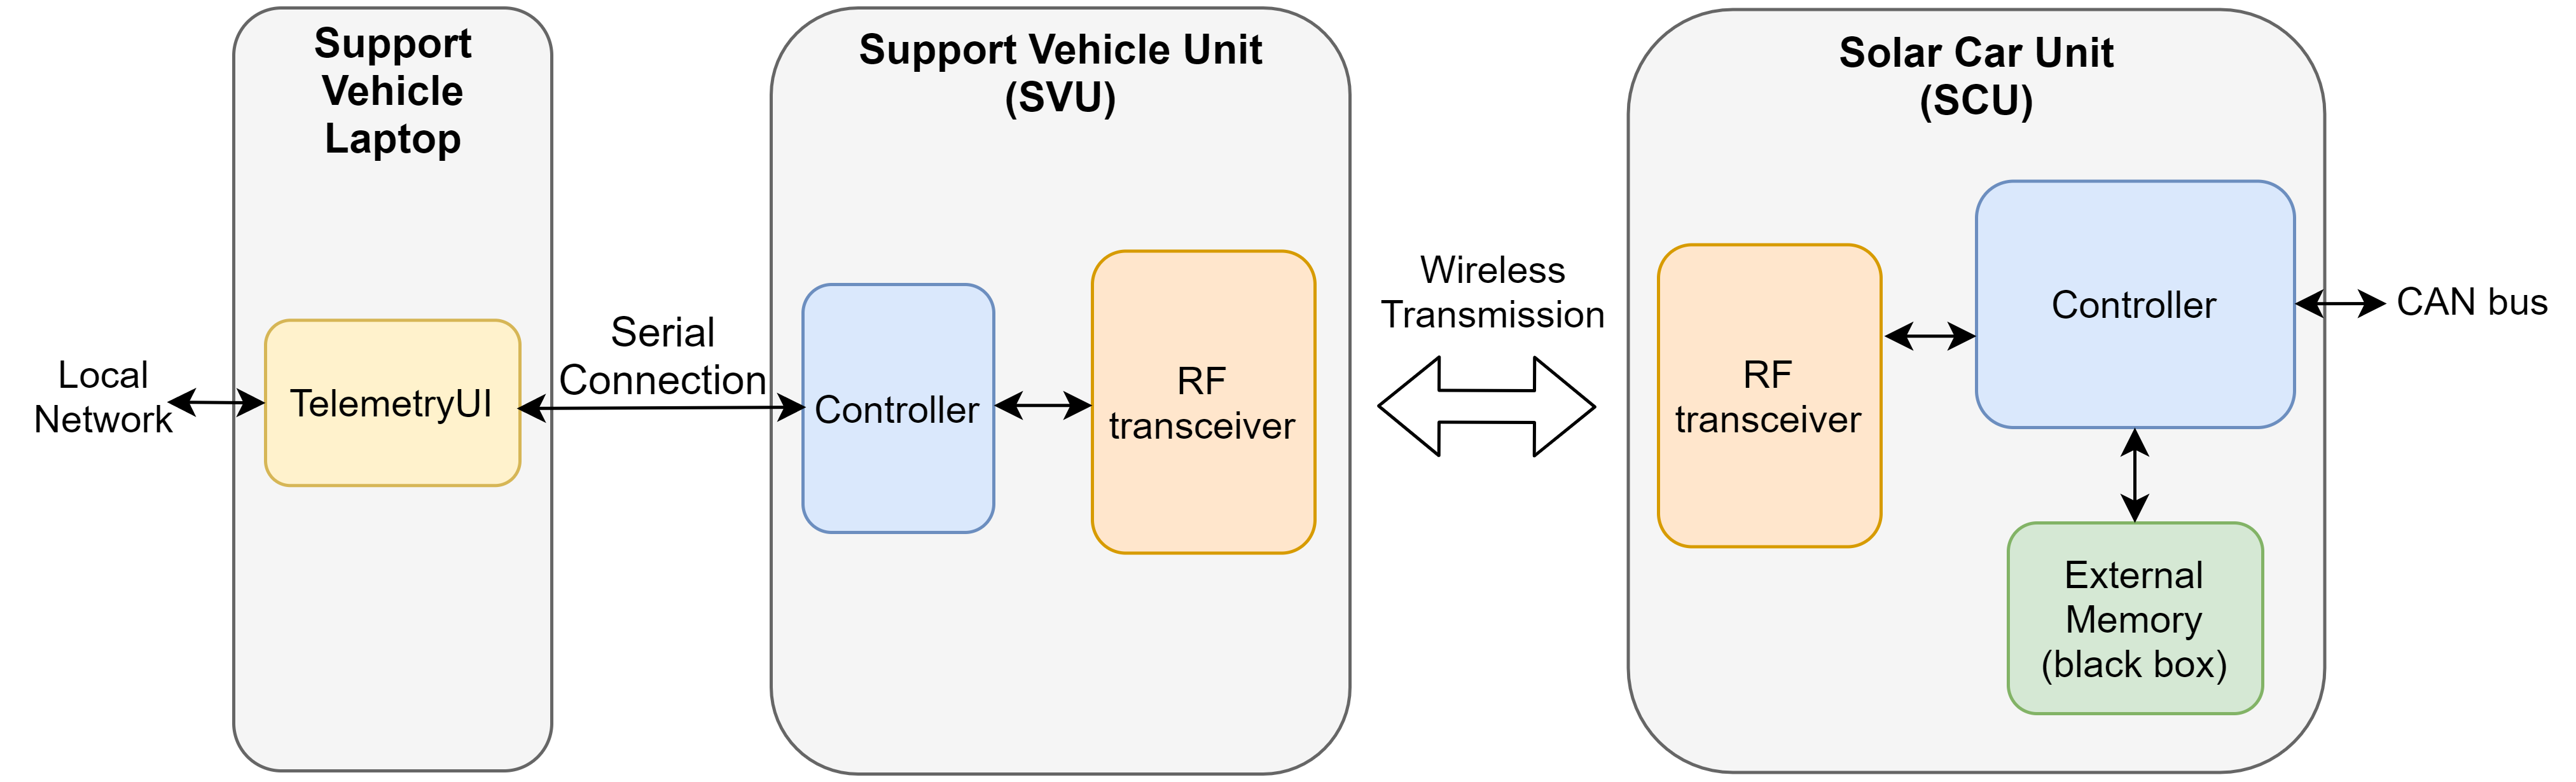 Support
Vehicle
Laptop
Local
Network
TelemetryUI
Serial
Connection
Support Vehicle Unit
(SVU)
Controller
RF
transceiver
Wireless
Transmission
Solar Car Unit
(SCU)
RF
transceiver
Controller
CAN bus
External
Memory
(black box)